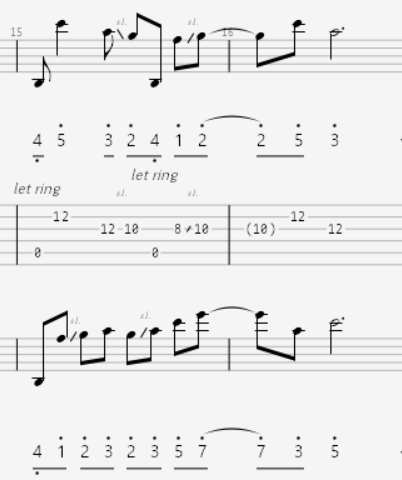 15 sl. sl. 16
4 5 3 2 4 1 2 2 5 3
let ring
let ring
sl. sl.
12 12
12 10 8 10 (10) 12
0 0
sl. sl.
4 1 2 3 2 3 5 7 7 3 5